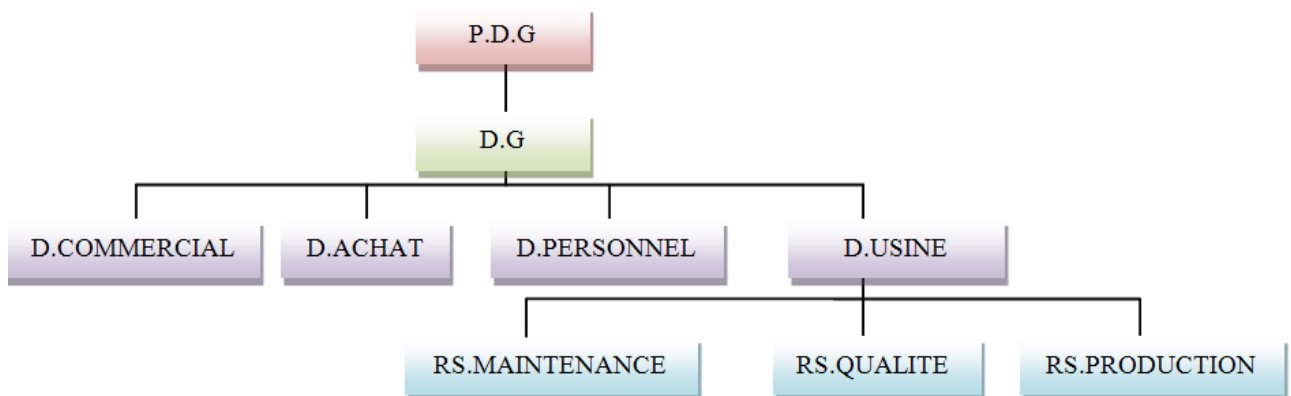 P.D.G
D.G
D.COMMERCIAL
D.ACHAT
D.PERSONNEL
D.USINE
RS.MAINTENANCE
RS.QUALITE
RS.PRODUCTION